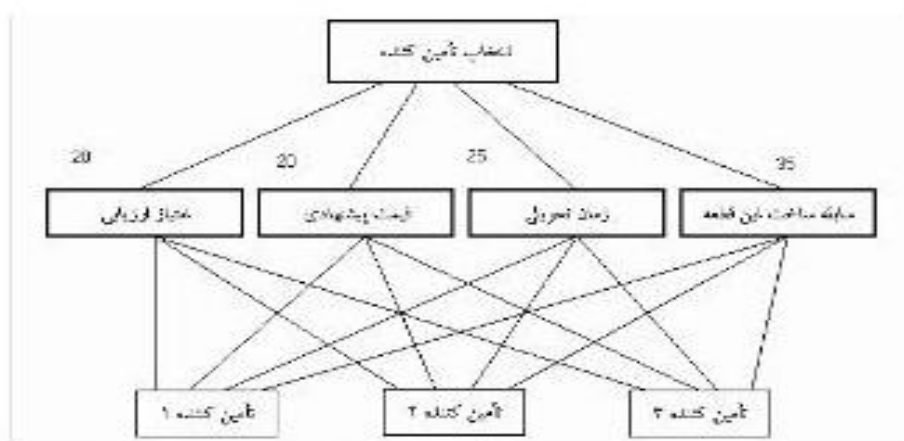 انتخاب تأمین کننده
20
20
25
35
امتیاز ارزیابی
قیمت پیشنهادی
زمان تحویل
سابقه ساخت این قطعه
تأمین کننده ۱
تأمین کننده ۲
تأمین کننده ۳